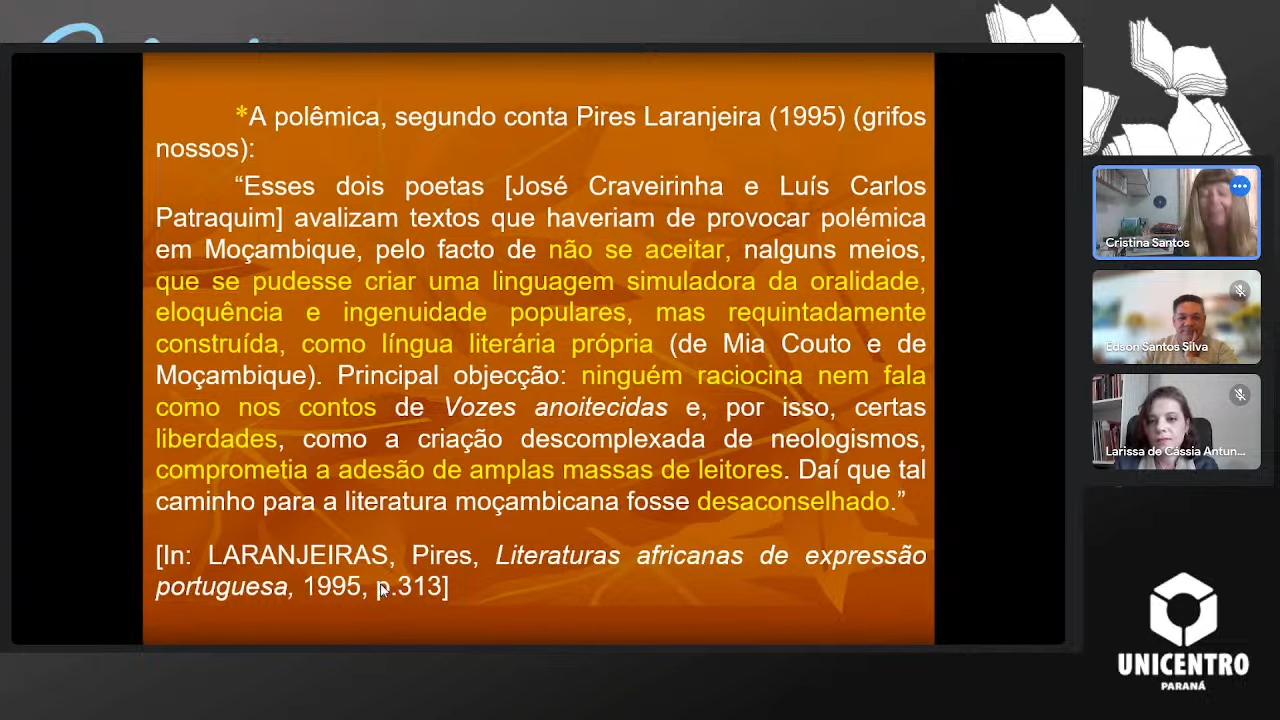 *A polêmica, segundo conta Pires Laranjeira (1995) (grifos
nossos):
“Esses dois poetas [José Craveirinha e Luís Carlos
Patraquim] avalizam textos que haveriam de provocar polémica
em Moçambique, pelo facto de não se aceitar, nalguns meios,
que se pudesse criar uma linguagem simuladora da oralidade,
eloquência e ingenuidade populares, mas requintadamente
construída, como língua literária própria (de Mia Couto e de
Moçambique). Principal objecção: ninguém raciocina nem fala
como nos contos de Vozes anoitecidas e, por isso, certas
liberdades, como a criação descomplexada de neologismos,
comprometia a adesão de amplas massas de leitores. Daí que tal
caminho para a literatura moçambicana fosse desaconselhado.”
[In: LARANJEIRAS, Pires, Literaturas africanas de expressão
portuguesa, 1995, p.313]
Cristina Santos
Edson Santos Silva
Larissa de Cássia Antun...
UNICENTRO
PARANÁ